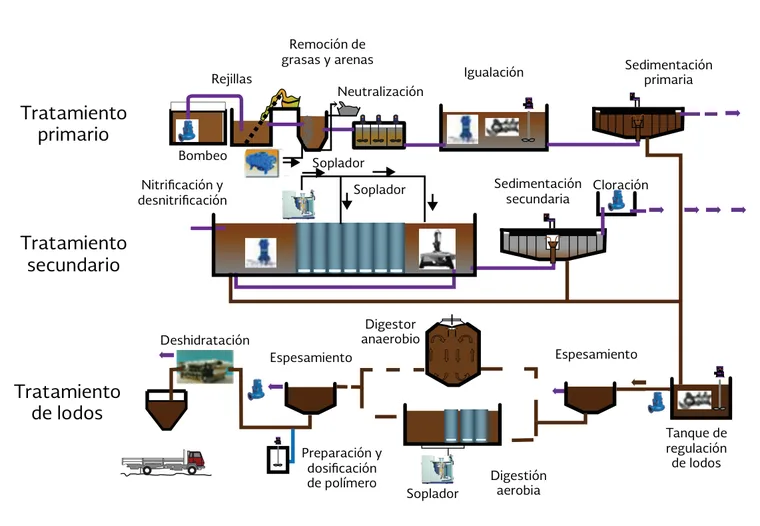 Remoción de
grasas y arenas
Rejillas
Neutralización
Igualación
Sedimentación
primaria
Tratamiento
primario
Bombeo
Soplador
Nitrificación y
desnitrificación
Soplador
Sedimentación
secundaria
Cloración
Tratamiento
secundario
Digestor
anaerobio
Deshidratación
Espesamiento
Espesamiento
Tratamiento
de lodos
Preparación y
dosificación
de polímero
Soplador
Digestión
aerobia
Tanque de
regulación
de lodos